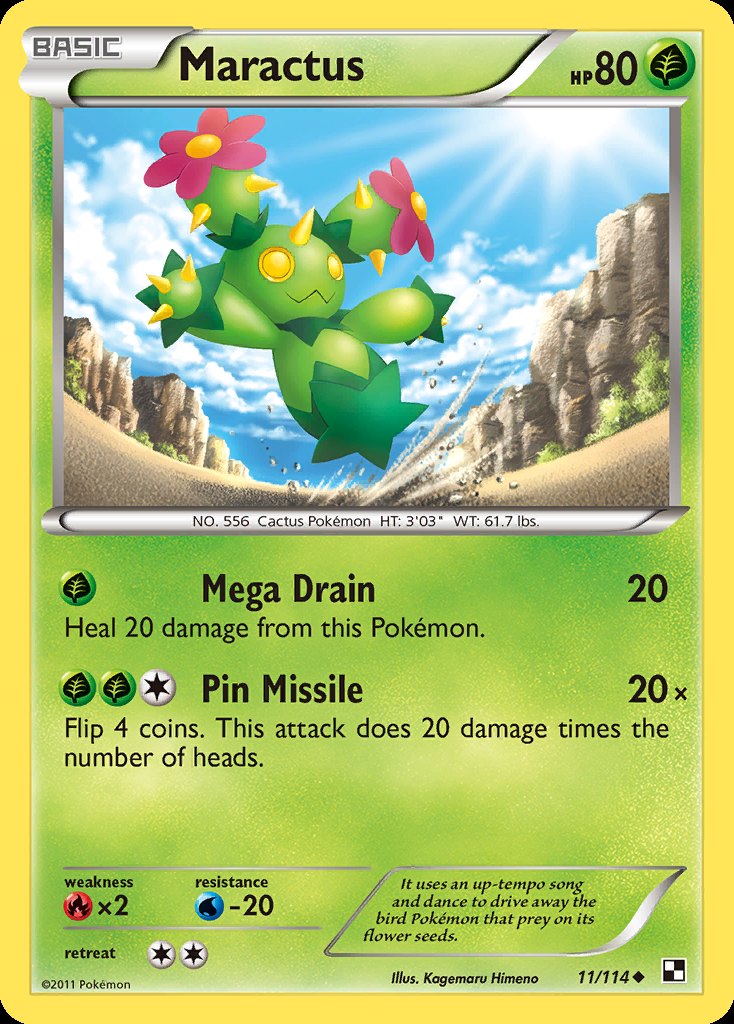 BASIC
Maractus
HP80
NO. 556 Cactus Pokémon HT: 3'03" WT: 61.7 lbs.
Mega Drain 20
Heal 20 damage from this Pokémon.
Pin Missile 20×
Flip 4 coins. This attack does 20 damage times the
number of heads.
weakness
×2
resistance
-20
retreat
It uses an up-tempo song
and dance to drive away the
bird Pokémon that prey on its
flower seeds.
©2011 Pokémon
Illus. Kagemaru Himeno
11/114